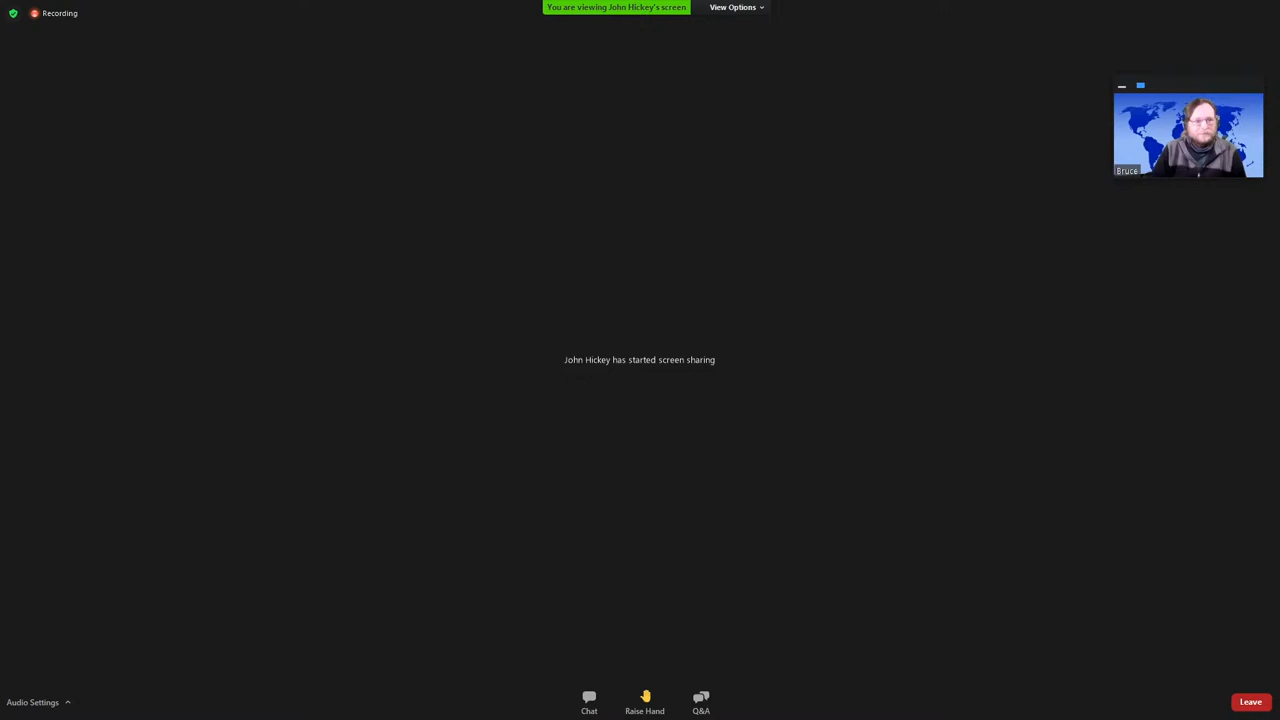 Recording
You are viewing John Hickey's screen
View Options
Bruce
John Hickey has started screen sharing
Audio Settings
Chat
Raise Hand
Q&A
Leave